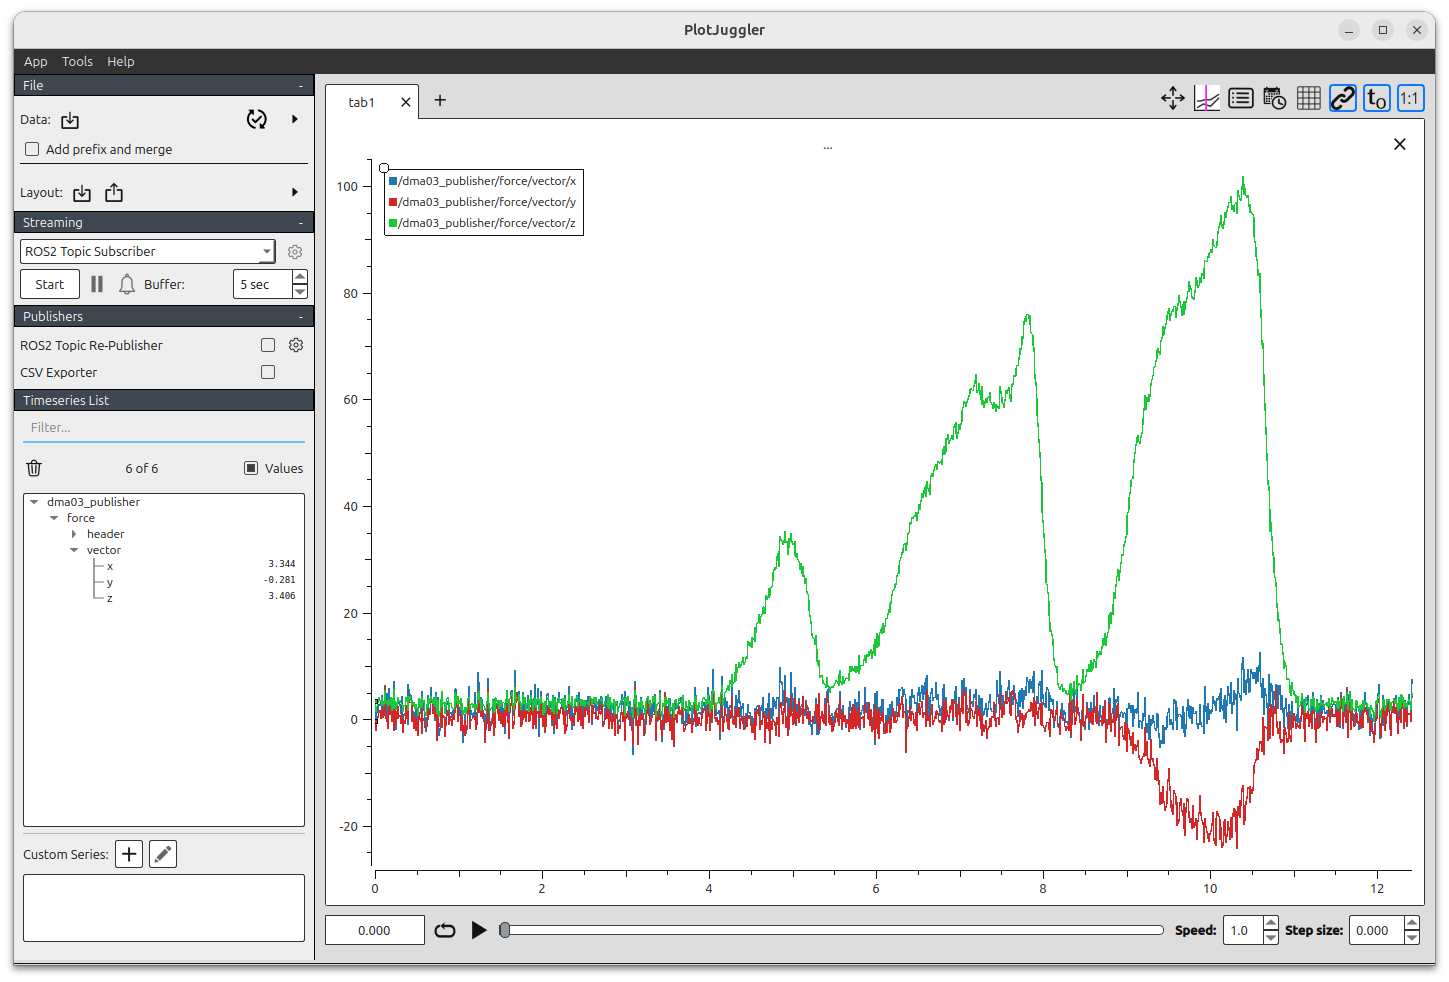 PlotJuggler
App Tools Help
File -
Data:
Add prefix and merge
Layout:
Streaming -
ROS2 Topic Subscriber
Start Buffer: 5 sec
Publishers -
ROS2 Topic Re-Publisher
CSV Exporter
Timeseries List
Filter...
6 of 6 Values
dma03_publisher
force
header
vector
x 3.344
y -0.281
z 3.406
Custom Series:
tab1
t0 1:1
...
/dma03_publisher/force/vector/x
/dma03_publisher/force/vector/y
/dma03_publisher/force/vector/z
100
80
60
40
20
0
-20
0 2 4 6 8 10 12
0.000 Speed: 1.0 Step size: 0.000